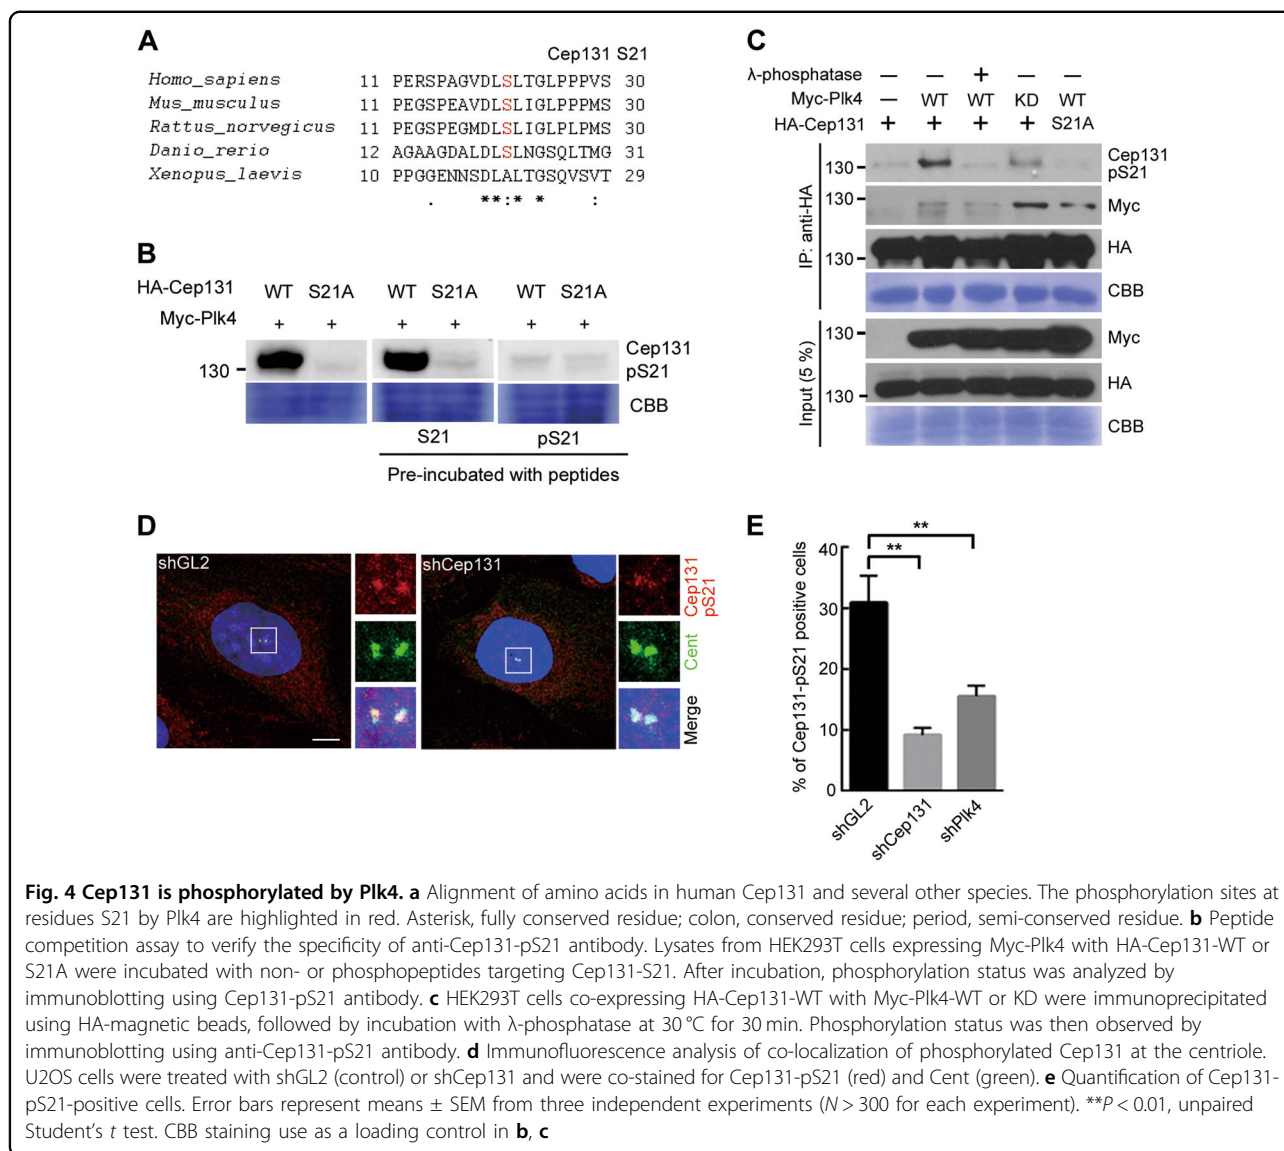 A
Cep131 S21
Homo_sapiens 11 PERSPAGVDLSLTGLPPPVS 30
Mus_musculus 11 PEGSPEAVDLSLIGLPPPMS 30
Rattus_norvegicus 11 PEGSPEGMDLSLIGLPLPMS 30
Danio_rerio 12 AGAAGDALDLSLNGSQLTMG 31
Xenopus_laevis 10 PPGGENNSDLALTGSQVSVT 29
. **:* * :
B
HA-Cep131 WT S21A WT S21A WT S21A
Myc-Plk4 + + + + + +
130
Cep131
pS21
CBB
S21 pS21
Pre-incubated with peptides
C
λ-phosphatase — — + — —
Myc-Plk4 — WT WT KD WT
HA-Cep131 + + + + S21A
IP: anti-HA
130
Cep131
pS21
130
Myc
130
HA
CBB
Input (5 %)
130
Myc
130
HA
CBB
D
shGL2
shCep131
Cep131
pS21
Cent
Merge
E
% of Cep131-pS21 positive cells
40
30
20
10
0
**
**
shGL2
shCep131
shPlk4
Fig. 4 Cep131 is phosphorylated by Plk4. a Alignment of amino acids in human Cep131 and several other species. The phosphorylation sites at
residues S21 by Plk4 are highlighted in red. Asterisk, fully conserved residue; colon, conserved residue; period, semi-conserved residue. b Peptide
competition assay to verify the specificity of anti-Cep131-pS21 antibody. Lysates from HEK293T cells expressing Myc-Plk4 with HA-Cep131-WT or
S21A were incubated with non- or phosphopeptides targeting Cep131-S21. After incubation, phosphorylation status was analyzed by
immunoblotting using Cep131-pS21 antibody. c HEK293T cells co-expressing HA-Cep131-WT with Myc-Plk4-WT or KD were immunoprecipitated
using HA-magnetic beads, followed by incubation with λ-phosphatase at 30 °C for 30 min. Phosphorylation status was then observed by
immunoblotting using anti-Cep131-pS21 antibody. d Immunofluorescence analysis of co-localization of phosphorylated Cep131 at the centriole.
U2OS cells were treated with shGL2 (control) or shCep131 and were co-stained for Cep131-pS21 (red) and Cent (green). e Quantification of Cep131-
pS21-positive cells. Error bars represent means ± SEM from three independent experiments (N > 300 for each experiment). **P < 0.01, unpaired
Student's t test. CBB staining use as a loading control in b, c